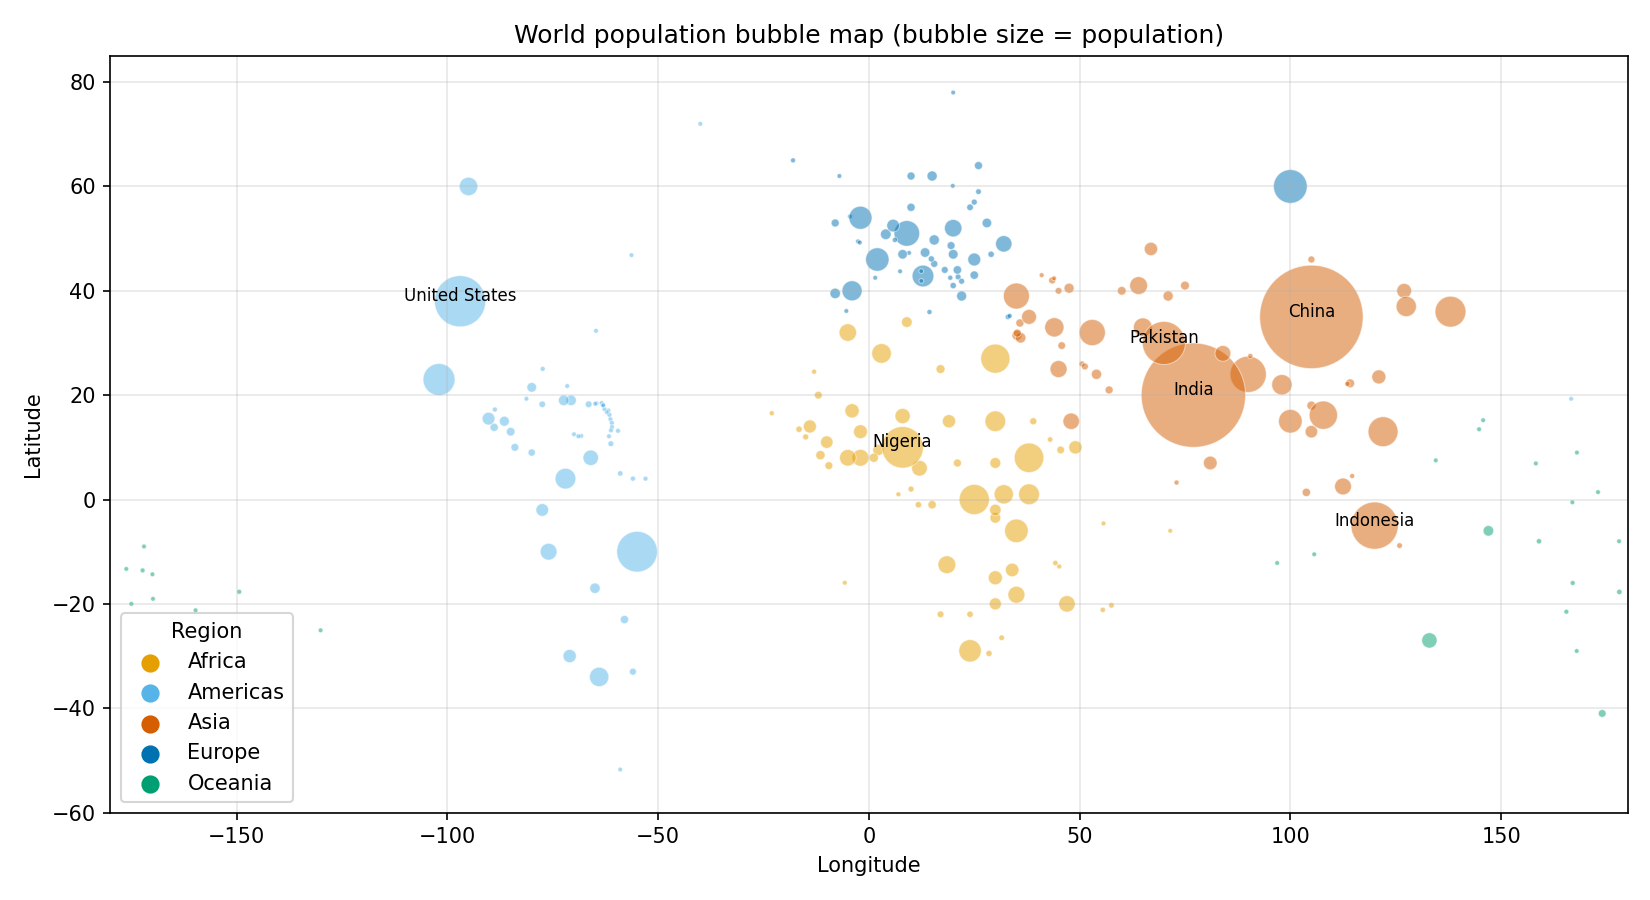 World population bubble map (bubble size = population)
80
60
40
20
0
−20
−40
−60
Latitude
United States
China
Pakistan
India
Nigeria
Indonesia
Region
Africa
Americas
Asia
Europe
Oceania
−150
−100
−50
0
50
100
150
Longitude